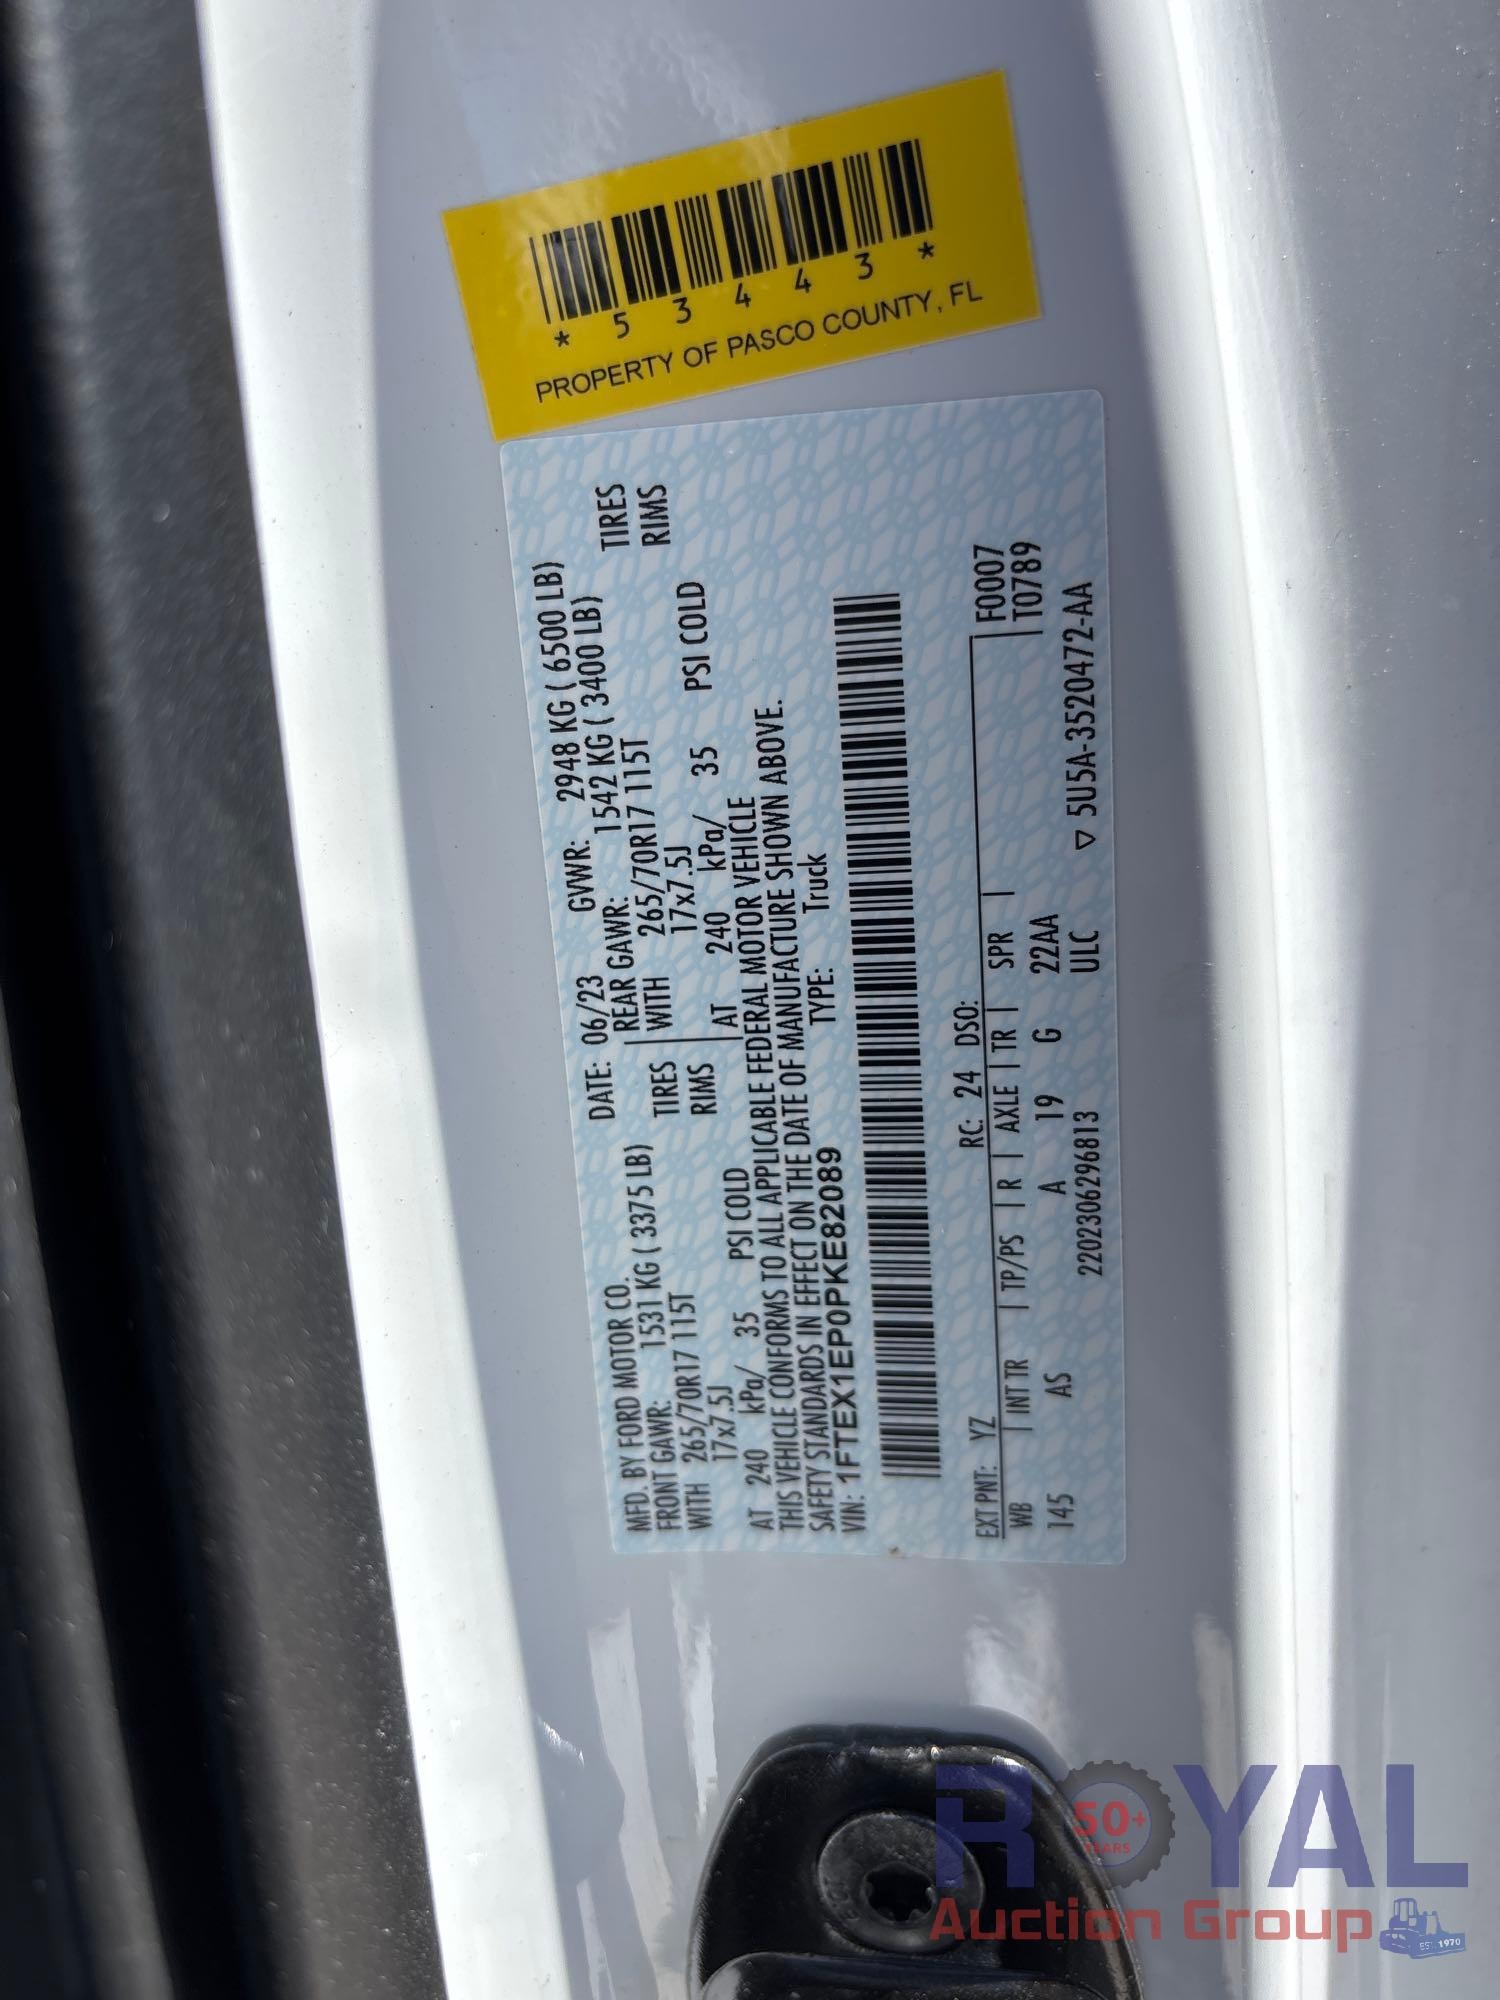 MFD. BY FORD MOTOR CO. DATE: 06/23 GVWR: 2948 KG ( 6500 LB)
FRONT GAWR: 1531 KG ( 3375 LB) REAR GAWR: 1542 KG ( 3400 LB)
WITH 265/70R17 115T TIRES WITH 265/70R17 115T TIRES
17x7.5J RIMS 17x7.5J RIMS
AT 240 kPa/ 35 PSI COLD AT 240 kPa/ 35 PSI COLD
THIS VEHICLE CONFORMS TO ALL APPLICABLE FEDERAL MOTOR VEHICLE
SAFETY STANDARDS IN EFFECT ON THE DATE OF MANUFACTURE SHOWN ABOVE.
VIN: 1FTEX1EP0PKE82089 TYPE: Truck
EXT PNT: YZ RC: 24 DSO: F0007
WB | INT TR | TP/PS | R | AXLE | TR | SPR | T0789
145 AS A 19 G 22AA
2202306296813 ULC ▽ 5U5A-3520472-AA
* 5 3 4 4 3 *
PROPERTY OF PASCO COUNTY, FL
ROYAL
50+
YEARS
Auction Group
EST. 1970